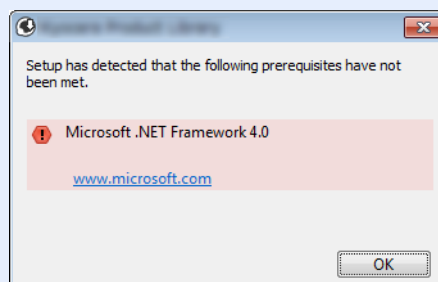 Setup has detected that the following prerequisites have not
been met.
Microsoft .NET Framework 4.0
www.microsoft.com
OK